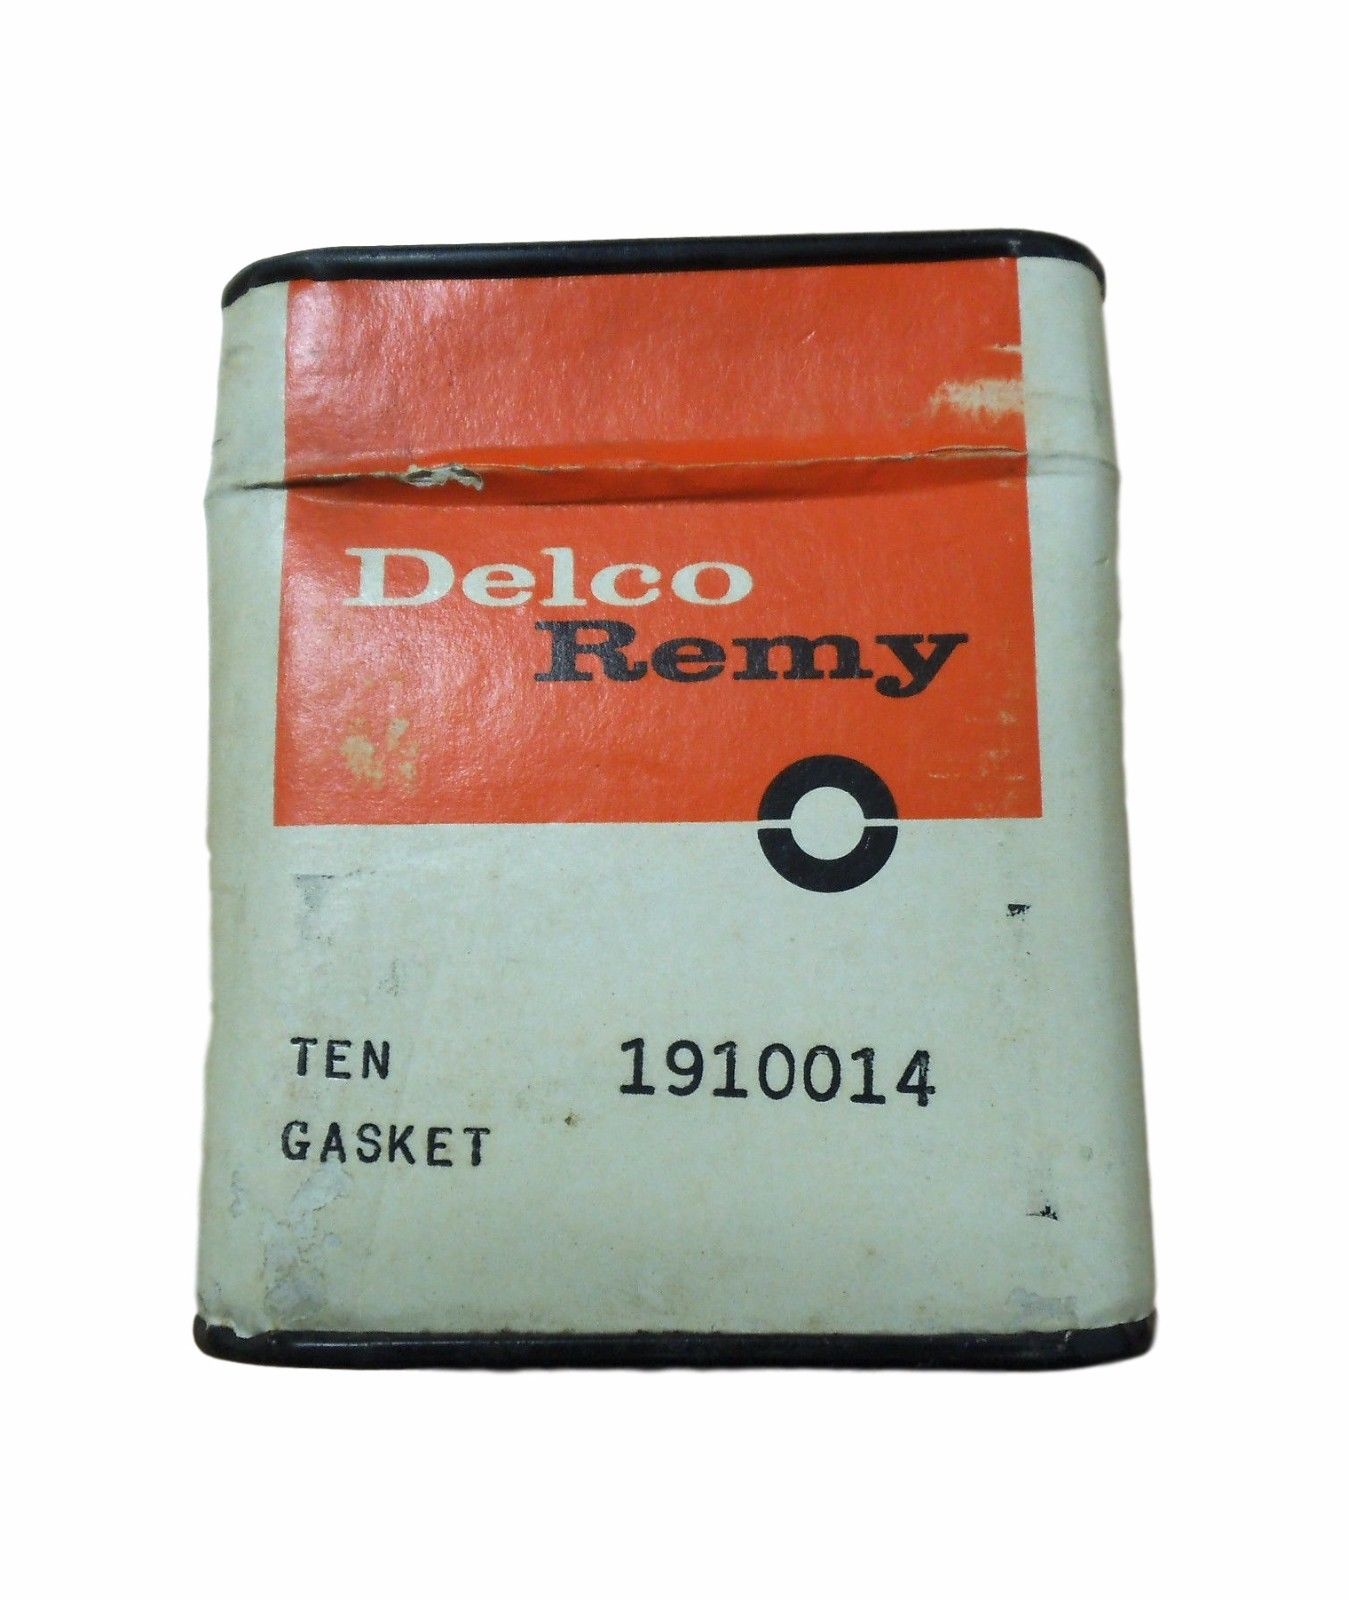 Delco
Remy
TEN 1910014
GASKET